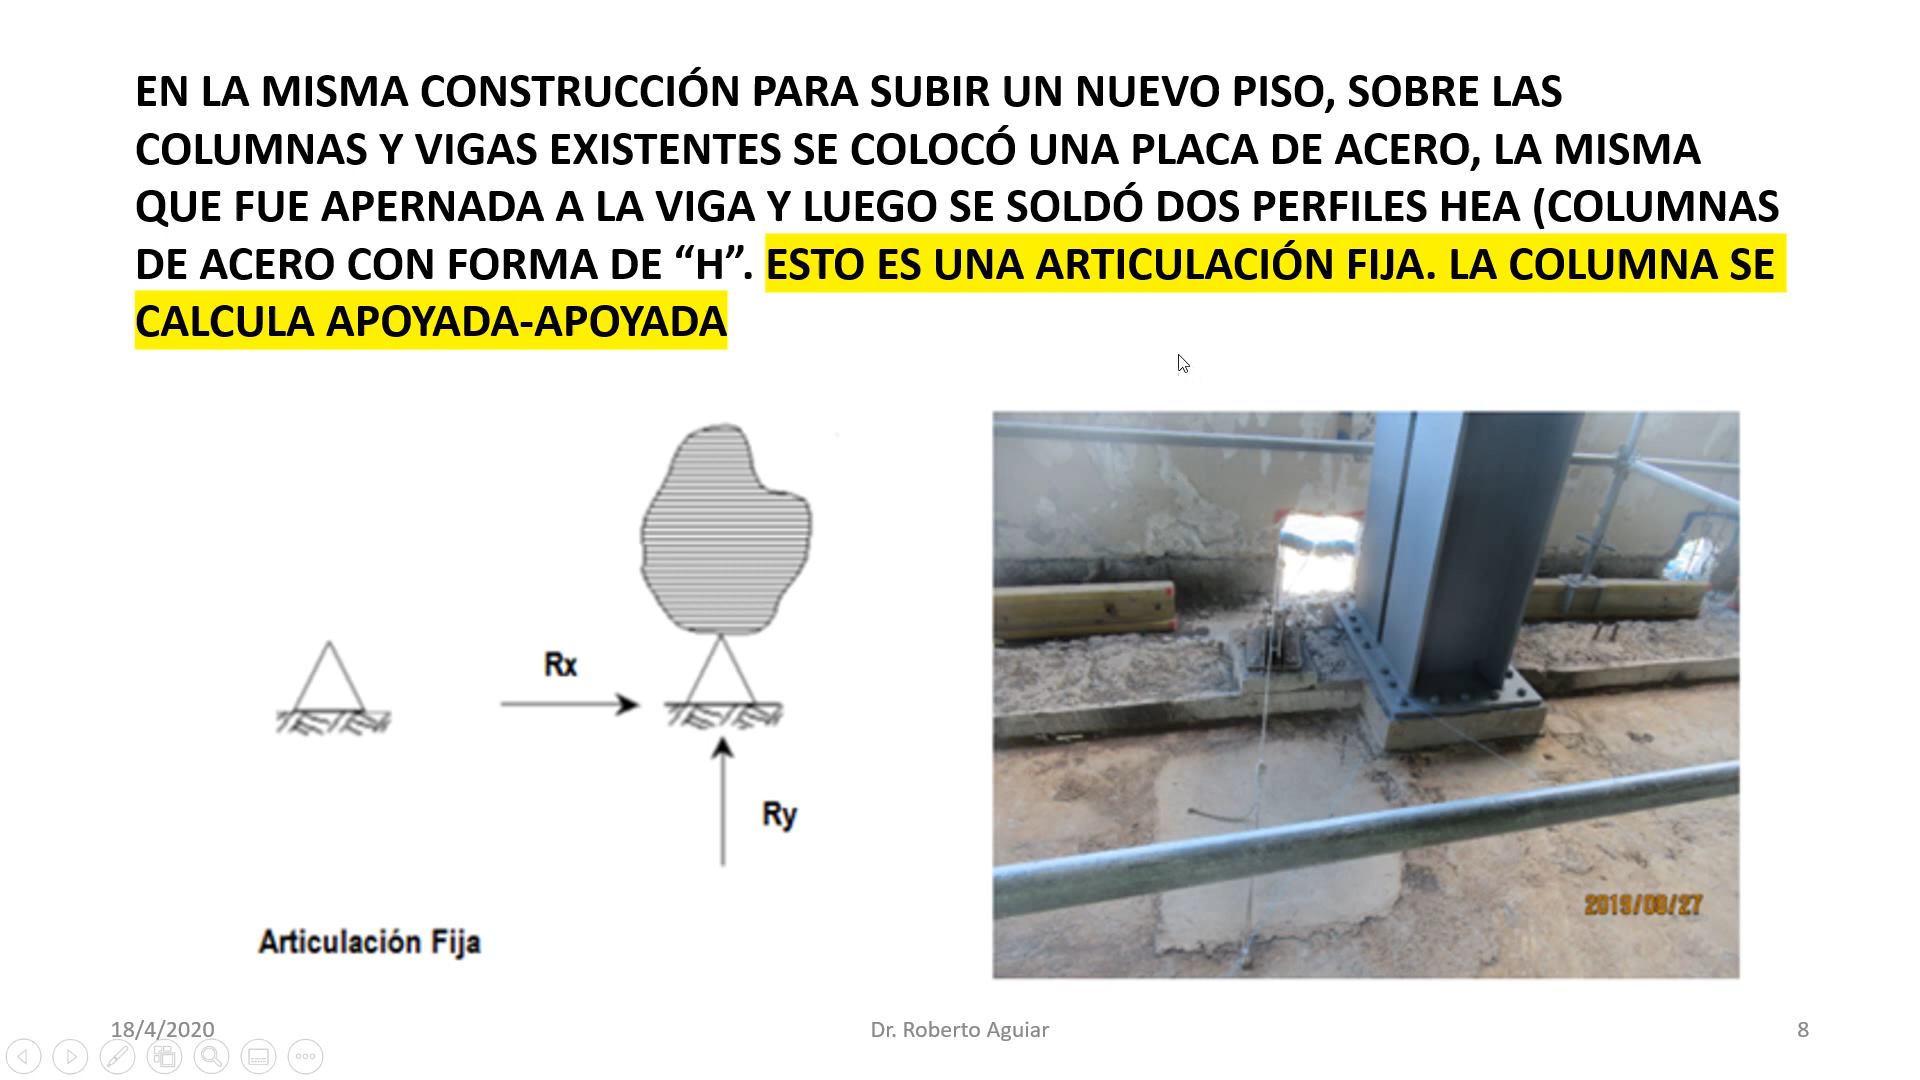 EN LA MISMA CONSTRUCCIÓN PARA SUBIR UN NUEVO PISO, SOBRE LAS
COLUMNAS Y VIGAS EXISTENTES SE COLOCÓ UNA PLACA DE ACERO, LA MISMA
QUE FUE APERNADA A LA VIGA Y LUEGO SE SOLDÓ DOS PERFILES HEA (COLUMNAS
DE ACERO CON FORMA DE “H”. ESTO ES UNA ARTICULACIÓN FIJA. LA COLUMNA SE
CALCULA APOYADA-APOYADA
Rx
Ry
Articulación Fija
18/4/2020
Dr. Roberto Aguiar
8